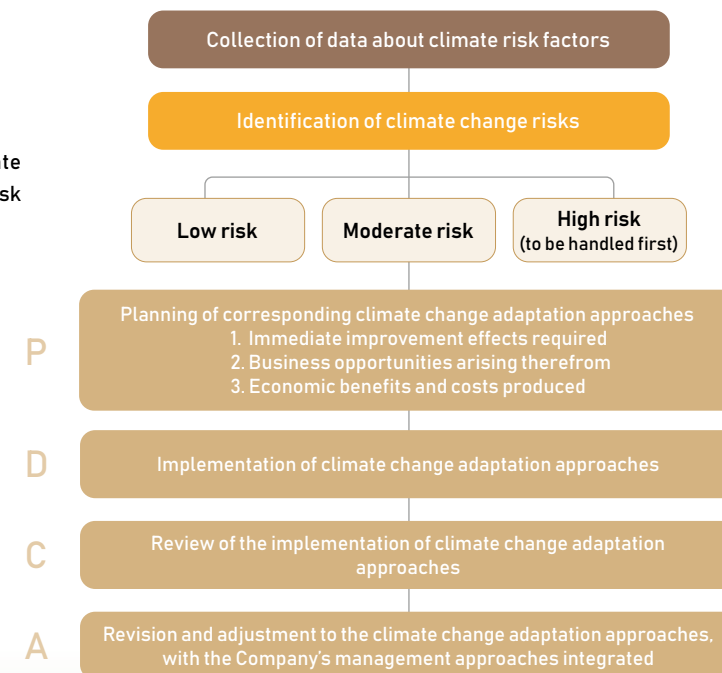 Collection of data about climate risk factors
Identification of climate change risks
sk
Low risk
Moderate risk
High risk
(to be handled first)
Planning of corresponding climate change adaptation approaches
1. Immediate improvement effects required
2. Business opportunities arising therefrom
3. Economic benefits and costs produced
P
Implementation of climate change adaptation approaches
D
Review of the implementation of climate change adaptation
approaches
C
Revision and adjustment to the climate change adaptation approaches,
with the Company's management approaches integrated
A